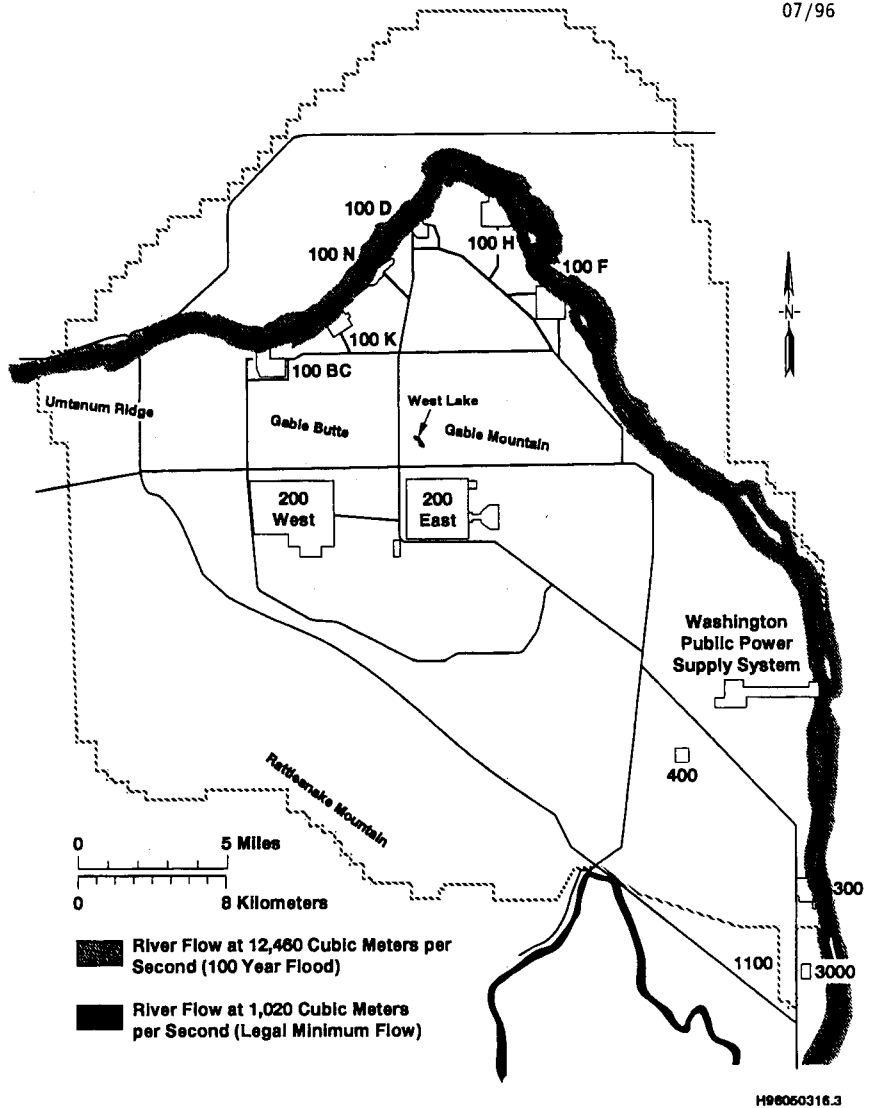 07/96
100 D
100 N
100 H
100 F
N
100 K
100 BC
Umtanum Ridge
West Lake
Gable Butte
Gable Mountain
200
West
200
East
Washington
Public Power
Supply System
400
Rattlesnake Mountain
0 5 Miles
0 8 Kilometers
300
River Flow at 12,460 Cubic Meters per
Second (100 Year Flood)
1100
3000
River Flow at 1,020 Cubic Meters
per Second (Legal Minimum Flow)
H96050316.3